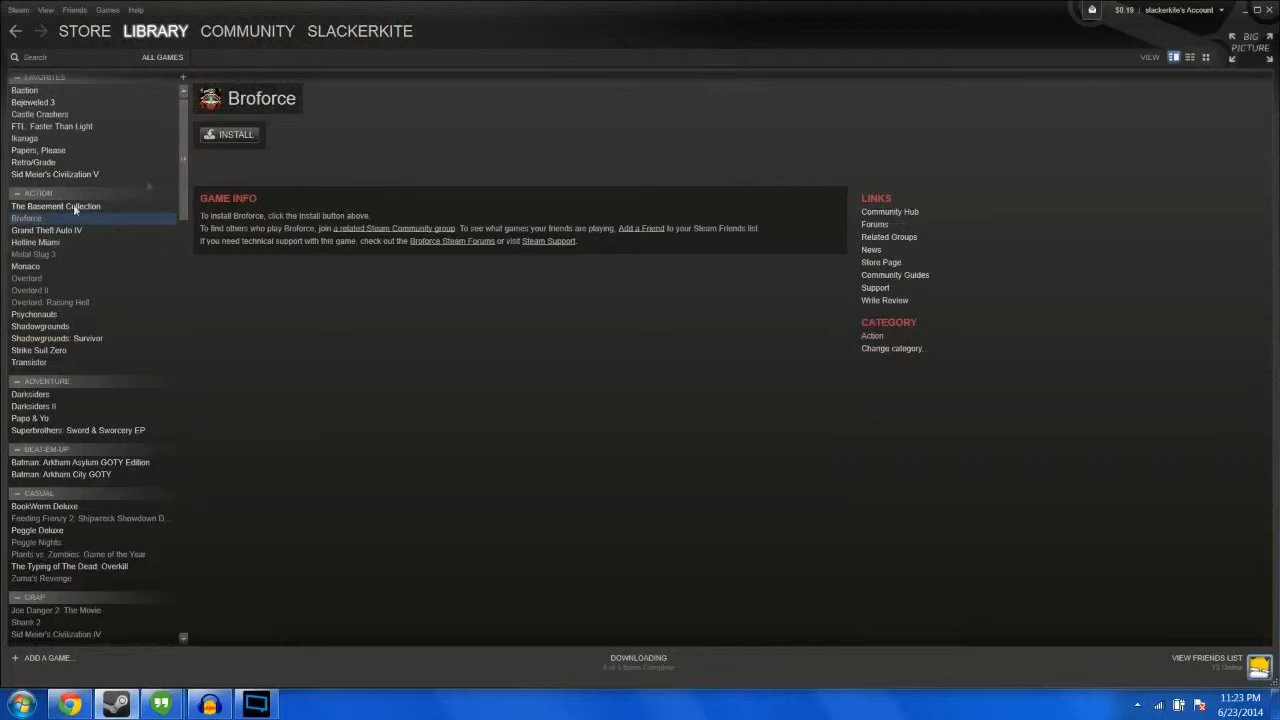 Steam View Friends Games Help
$0.19 slackerkite's Account
STORE LIBRARY COMMUNITY SLACKERKITE
BIG PICTURE
Search ALL GAMES
VIEW
FAVORITES
Bastion
Bejeweled 3
Castle Crashers
FTL: Faster Than Light
Ikaruga
Papers, Please
Retro/Grade
Sid Meier's Civilization V
ACTION
The Basement Collection
Broforce
Grand Theft Auto IV
Hotline Miami
Metal Slug 3
Monaco
Overlord
Overlord II
Overlord: Raising Hell
Psychonauts
Shadowgrounds
Shadowgrounds: Survivor
Strike Suit Zero
Transistor
ADVENTURE
Darksiders
Darksiders II
Papo & Yo
Superbrothers: Sword & Sworcery EP
BEAT-EM-UP
Batman: Arkham Asylum GOTY Edition
Batman: Arkham City GOTY
CASUAL
BookWorm Deluxe
Feeding Frenzy 2: Shipwreck Showdown D...
Peggle Deluxe
Peggle Nights
Plants vs. Zombies: Game of the Year
The Typing of The Dead: Overkill
Zuma's Revenge
CRAP
Joe Danger 2: The Movie
Shank 2
Sid Meier's Civilization IV
Broforce
INSTALL
GAME INFO
To install Broforce, click the Install button above.
To find others who play Broforce, join a related Steam Community group. To see what games your friends are playing, Add a Friend to your Steam Friends list
If you need technical support with this game, check out the Broforce Steam Forums or visit Steam Support.
LINKS
Community Hub
Forums
Related Groups
News
Store Page
Community Guides
Support
Write Review
CATEGORY
Action
Change category...
+ ADD A GAME...
DOWNLOADING
Items Complete
VIEW FRIENDS LIST
13 Online
11:23 PM
6/23/2014